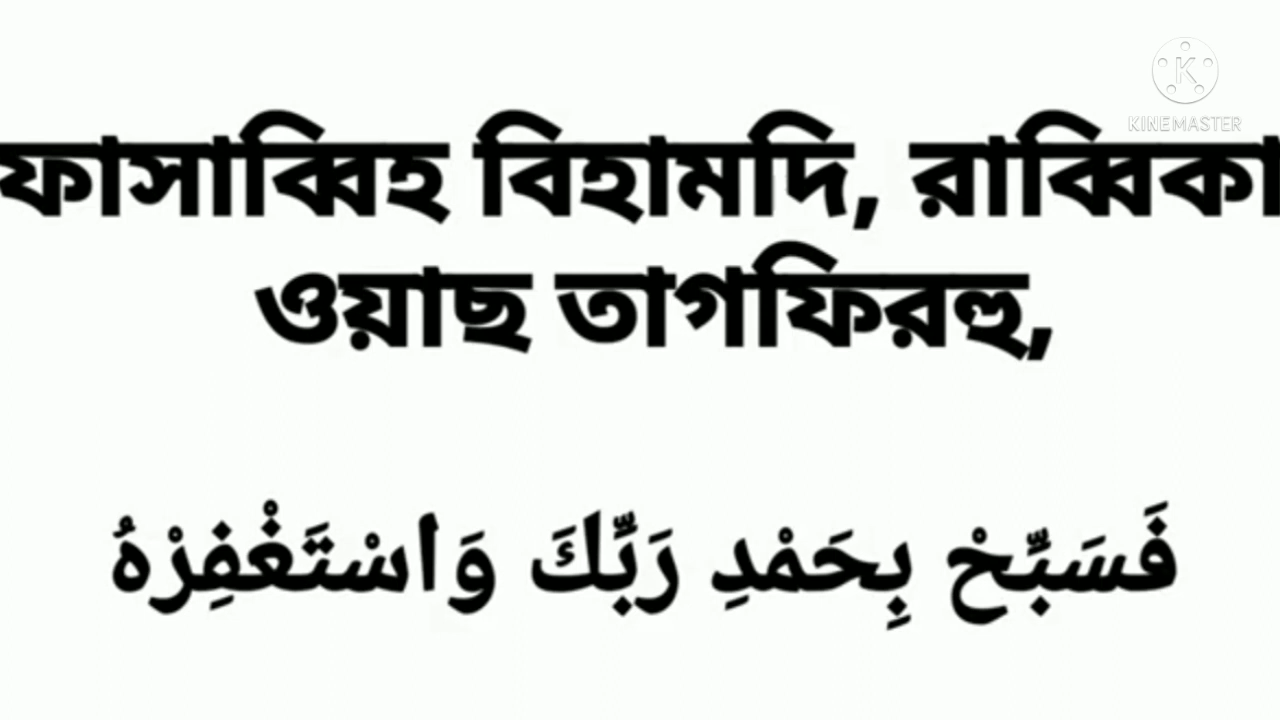 KINEMASTER
ফাসাব্বিহ বিহামদি, রাব্বিকা
ওয়াছ তাগফিরহু,
فَسَبِّحْ بِحَمْدِ رَبِّكَ وَاسْتَغْفِرْهُ